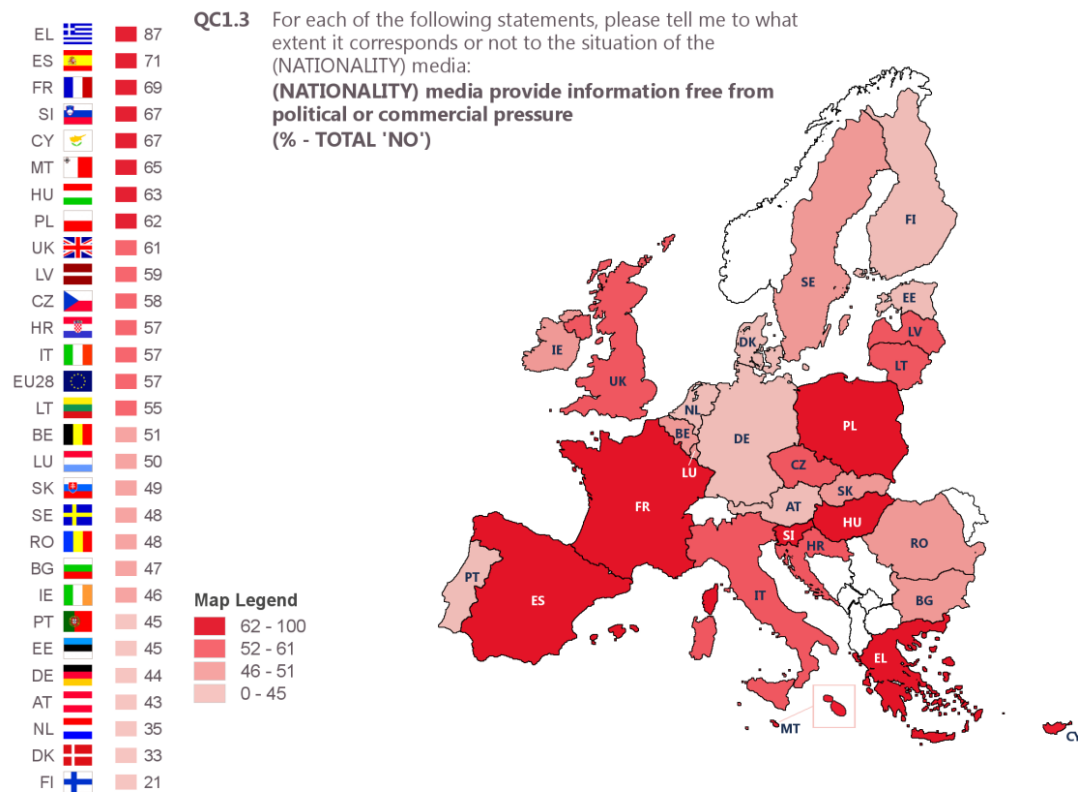 QC1.3 For each of the following statements, please tell me to what
extent it corresponds or not to the situation of the
(NATIONALITY) media:
(NATIONALITY) media provide information free from
political or commercial pressure
(% - TOTAL 'NO')
EL 87
ES 71
FR 69
SI 67
CY 67
MT 65
HU 63
PL 62
UK 61
LV 59
CZ 58
HR 57
IT 57
EU28 57
LT 55
BE 51
LU 50
SK 49
SE 48
RO 48
BG 47
IE 46
PT 45
EE 45
DE 44
AT 43
NL 35
DK 33
FI 21
Map Legend
62 - 100
52 - 61
46 - 51
0 - 45
FI
SE
EE
LV
DK
LT
IE
UK
NL
PL
BE
DE
CZ
LU
SK
AT
FR
HU
SI
HR
RO
PT
IT
ES
BG
EL
MT
CY